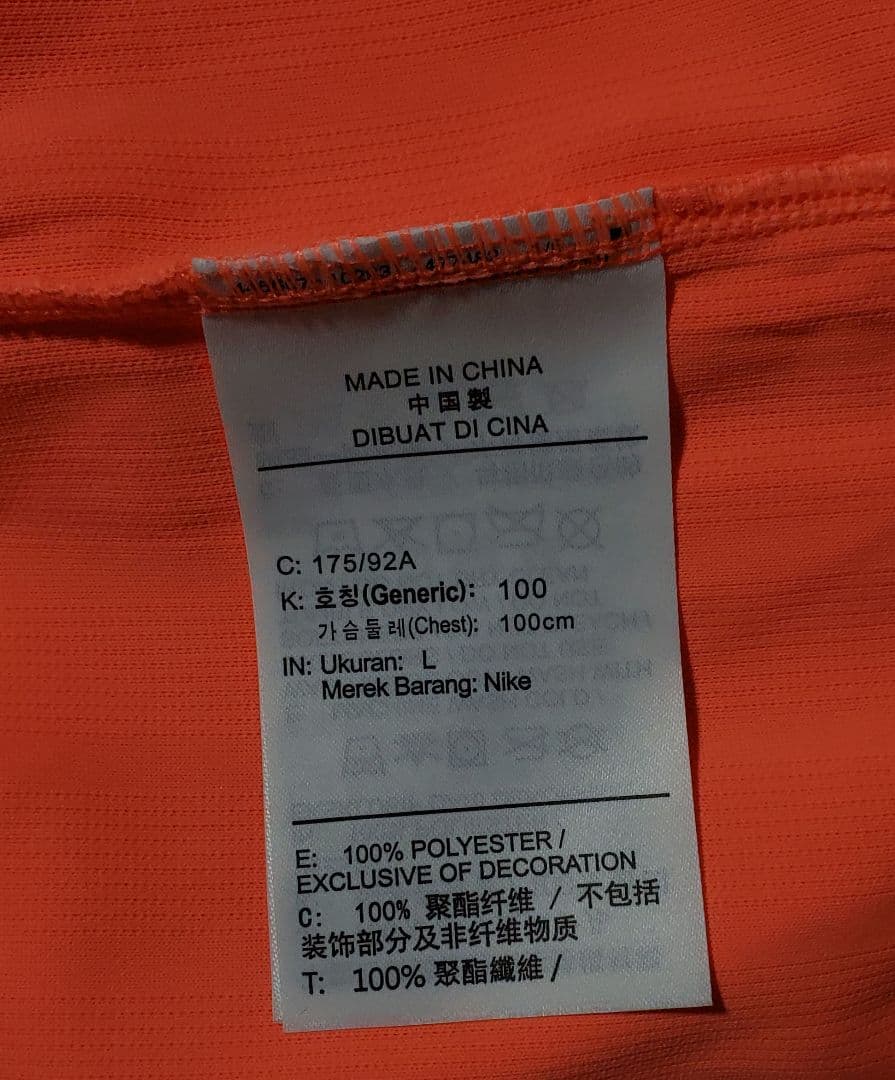 MADE IN CHINA
中国製
DIBUAT DI CINA
C: 175/92A
K: 호칭(Generic): 100
가슴둘레(Chest): 100cm
IN: Ukuran: L
Merek Barang: Nike
E: 100% POLYESTER /
EXCLUSIVE OF DECORATION
C: 100% 聚酯纤维 / 不包括
装饰部分及非纤维物质
T: 100% 聚酯纖維 /